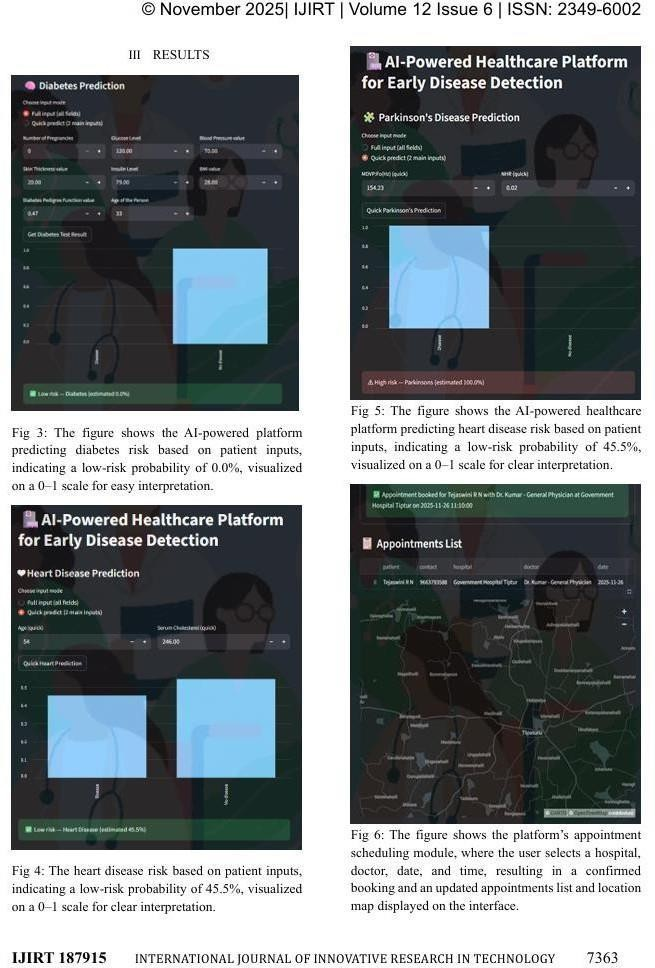 © November 2025| IJIRT | Volume 12 Issue 6 | ISSN: 2349-6002
III RESULTS
Diabetes Prediction
Choose input mode
Full input (all fields)
Quick predict (2 main inputs)
Number of Pregnancies Glucose Level Blood Pressure value
0 - + 120.00 - + 70.00 - +
Skin Thickness value Insulin Level BMI value
20.00 - + 79.00 - + 28.00 - +
Diabetes Pedigree Function value Age of the Person
0.47 - + 33 - +
Get Diabetes Test Result
1.0
0.8
0.6
0.4
0.2
0.0
Disease
No disease
Low risk — Diabetes (estimated 0.0%)
Fig 3: The figure shows the AI-powered platform
predicting diabetes risk based on patient inputs,
indicating a low-risk probability of 0.0%, visualized
on a 0–1 scale for easy interpretation.
AI-Powered Healthcare Platform
for Early Disease Detection
Heart Disease Prediction
Choose input mode
Full input (all fields)
Quick predict (2 main inputs)
Age (quick) Serum Cholesterol (quick)
54 - + 246.00 - +
Quick Heart Prediction
0.5
0.4
0.3
0.2
0.1
0.0
Disease
No disease
Low risk — Heart Disease (estimated 45.5%)
Fig 4: The heart disease risk based on patient inputs,
indicating a low-risk probability of 45.5%, visualized
on a 0–1 scale for clear interpretation.
AI-Powered Healthcare Platform
for Early Disease Detection
Parkinson's Disease Prediction
Choose input mode
Full input (all fields)
Quick predict (2 main inputs)
MDVP:Fo(Hz) (quick) NHR (quick)
154.23 - + 0.02 - +
Quick Parkinson's Prediction
1.0
0.8
0.6
0.4
0.2
0.0
Disease
No disease
High risk — Parkinsons (estimated 100.0%)
Fig 5: The figure shows the AI-powered healthcare
platform predicting heart disease risk based on patient
inputs, indicating a low-risk probability of 45.5%,
visualized on a 0–1 scale for clear interpretation.
Appointment booked for Tejaswini R N with Dr. Kumar - General Physician at Government
Hospital Tiptur on 2025-11-26 11:10:00
Appointments List
patient contact hospital doctor date
0 Tejaswini R N 9663793588 Government Hospital Tiptur Dr. Kumar - General Physician 2025-11-26
+
−
Tipaturu
© CARTO © OpenStreetMap contributors
Fig 6: The figure shows the platform’s appointment
scheduling module, where the user selects a hospital,
doctor, date, and time, resulting in a confirmed
booking and an updated appointments list and location
map displayed on the interface.
IJIRT 187915 INTERNATIONAL JOURNAL OF INNOVATIVE RESEARCH IN TECHNOLOGY 7363